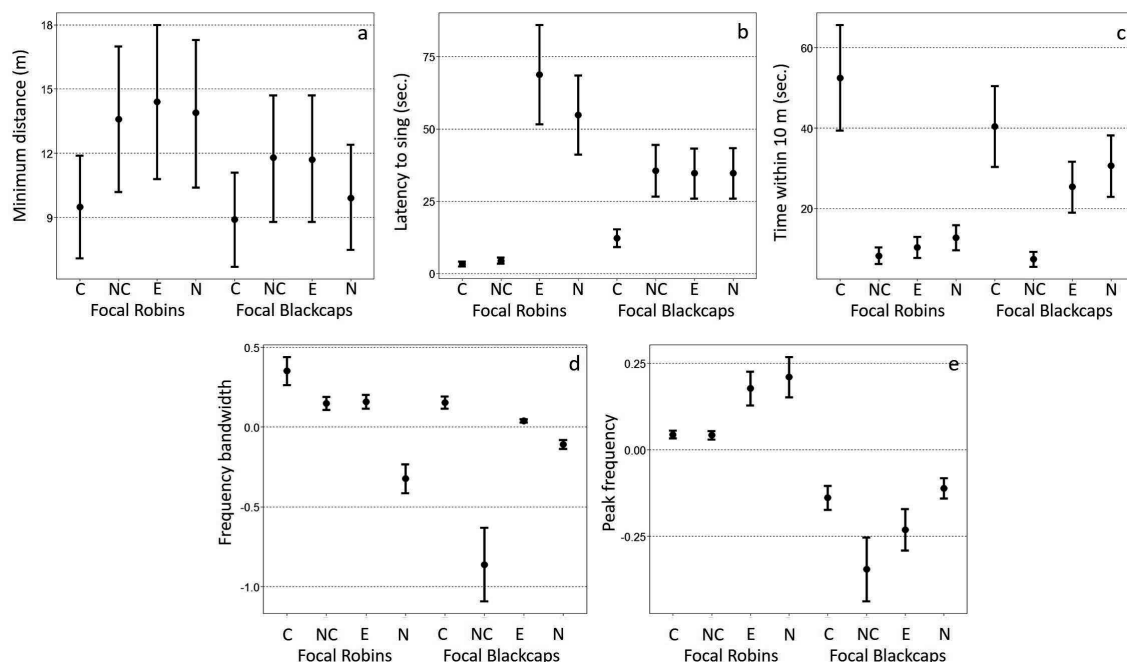 a
Minimum distance (m)
18
15
12
9
C NC E N C NC E N
Focal Robins Focal Blackcaps
b
Latency to sing (sec.)
75
50
25
0
C NC E N C NC E N
Focal Robins Focal Blackcaps
c
Time within 10 m (sec.)
60
40
20
C NC E N C NC E N
Focal Robins Focal Blackcaps
d
Frequency bandwidth
0.5
0.0
-0.5
-1.0
C NC E N C NC E N
Focal Robins Focal Blackcaps
e
Peak frequency
0.25
0.00
-0.25
C NC E N C NC E N
Focal Robins Focal Blackcaps